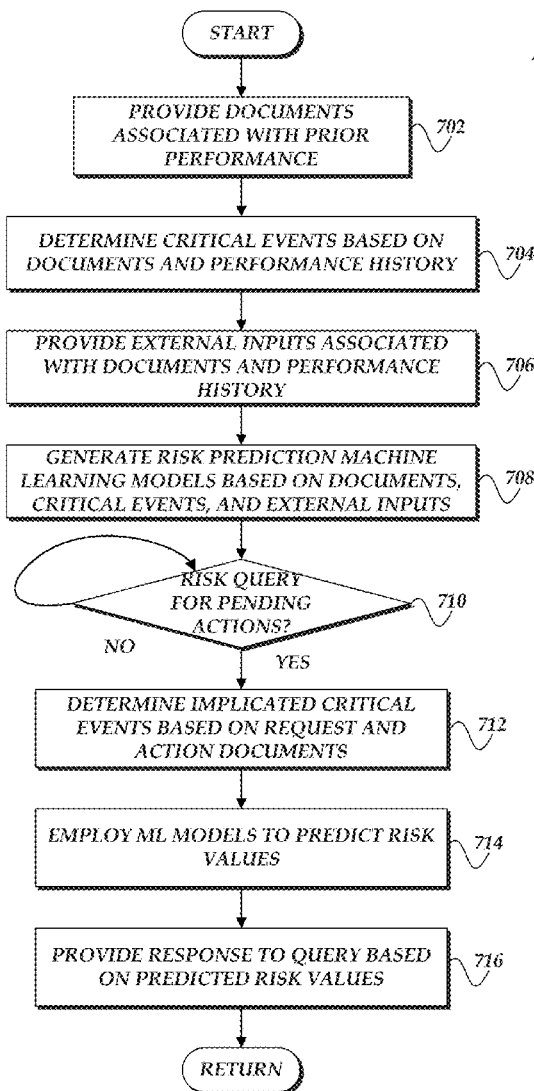 START
PROVIDE DOCUMENTS
ASSOCIATED WITH PRIOR
PERFORMANCE
702
DETERMINE CRITICAL EVENTS BASED ON
DOCUMENTS AND PERFORMANCE HISTORY
704
PROVIDE EXTERNAL INPUTS ASSOCIATED
WITH DOCUMENTS AND PERFORMANCE
HISTORY
706
GENERATE RISK PREDICTION MACHINE
LEARNING MODELS BASED ON DOCUMENTS,
CRITICAL EVENTS, AND EXTERNAL INPUTS
708
RISK QUERY
FOR PENDING
ACTIONS?
710
NO
YES
DETERMINE IMPLICATED CRITICAL
EVENTS BASED ON REQUEST AND
ACTION DOCUMENTS
712
EMPLOY ML MODELS TO PREDICT RISK
VALUES
714
PROVIDE RESPONSE TO QUERY BASED
ON PREDICTED RISK VALUES
716
RETURN